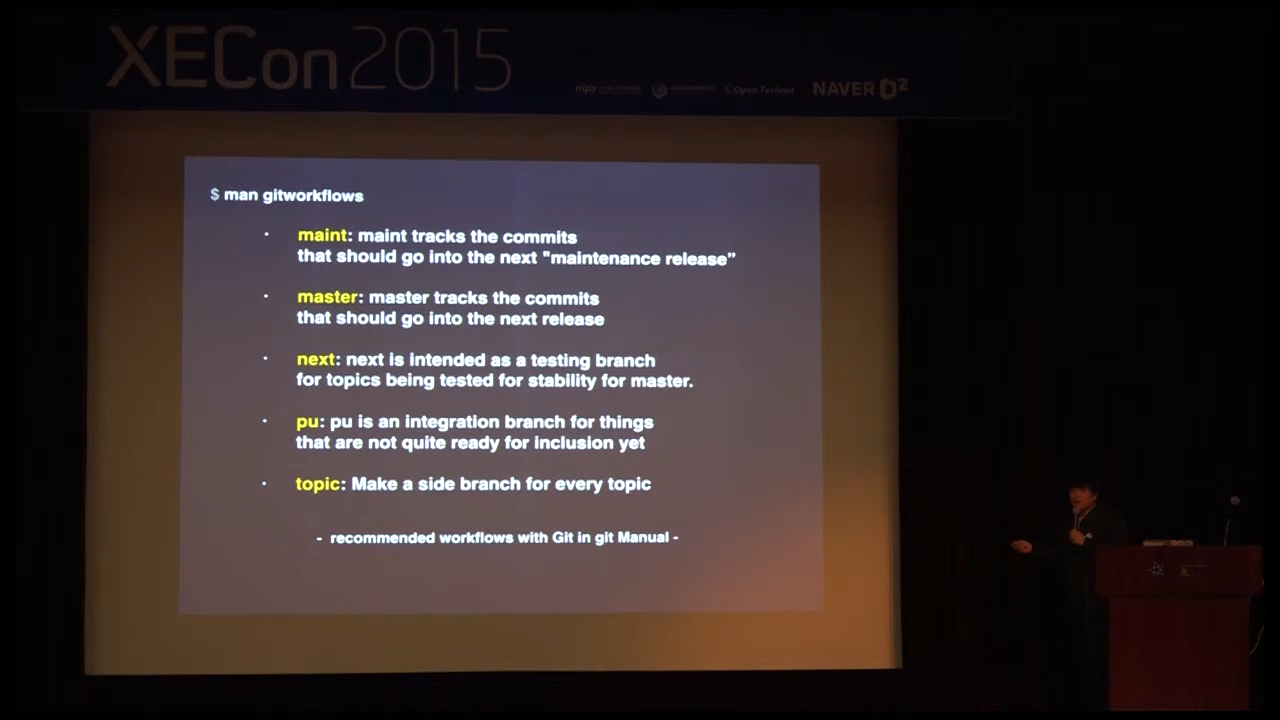 XECon2015
nipa
Open Technet
NAVER D2
$ man gitworkflows
· maint: maint tracks the commits
that should go into the next "maintenance release”
· master: master tracks the commits
that should go into the next release
· next: next is intended as a testing branch
for topics being tested for stability for master.
· pu: pu is an integration branch for things
that are not quite ready for inclusion yet
· topic: Make a side branch for every topic
- recommended workflows with Git in git Manual -